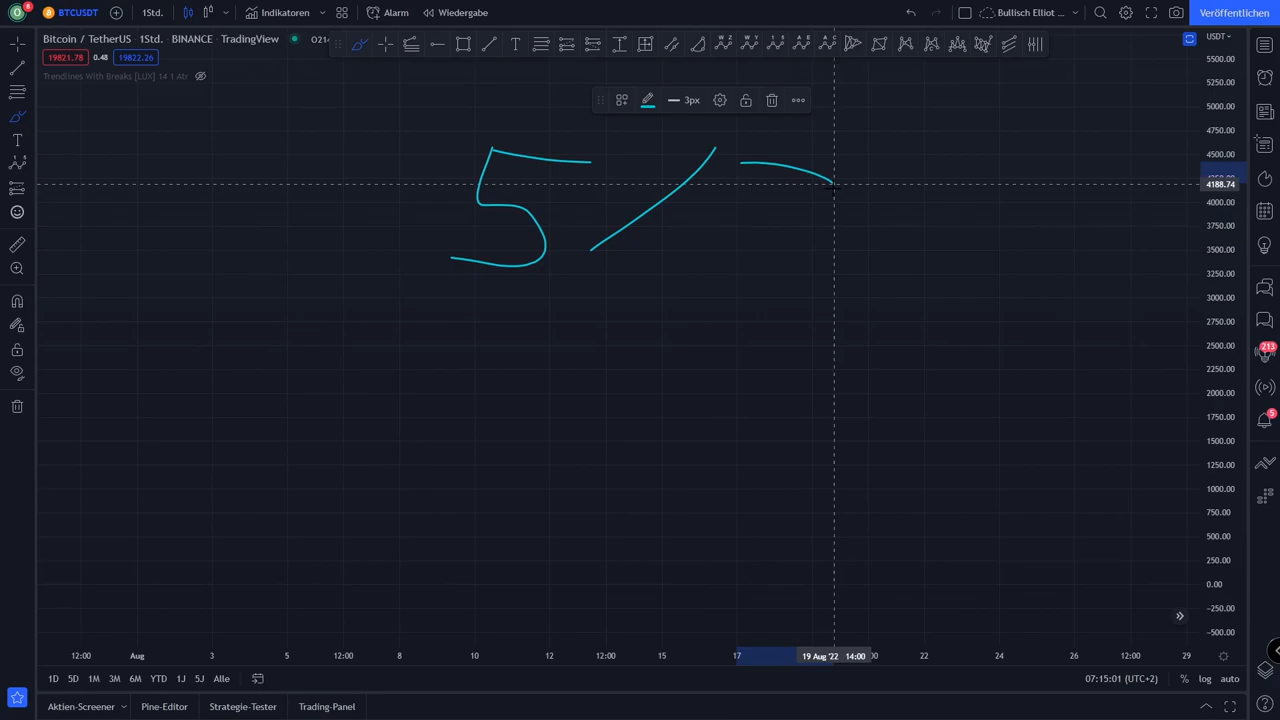 8
BTCUSDT
1Std.
Indikatoren
Alarm
Wiedergabe
Bullisch Elliot ...
Veröffentlichen
Bitcoin / TetherUS · 1Std. · BINANCE · TradingView
USDT
19821.78 0.48 19822.26
Trendlines With Breaks [LUX] 14 1 Atr
3px
5
5500.00
5250.00
5000.00
4750.00
4500.00
4188.74
4000.00
3750.00
3500.00
3250.00
3000.00
2750.00
2500.00
2250.00
2000.00
1750.00
1500.00
1250.00
1000.00
750.00
500.00
250.00
0.00
−250.00
−500.00
213
5
12:00 Aug 3 12:00 5 8 10 12 12:00 15 17 19 Aug '22 14:00 22 24 26 12:00 29
1D 5D 1M 3M 6M YTD 1J 5J Alle
07:15:01 (UTC+2) % log auto
Aktien-Screener Pine-Editor Strategie-Tester Trading-Panel